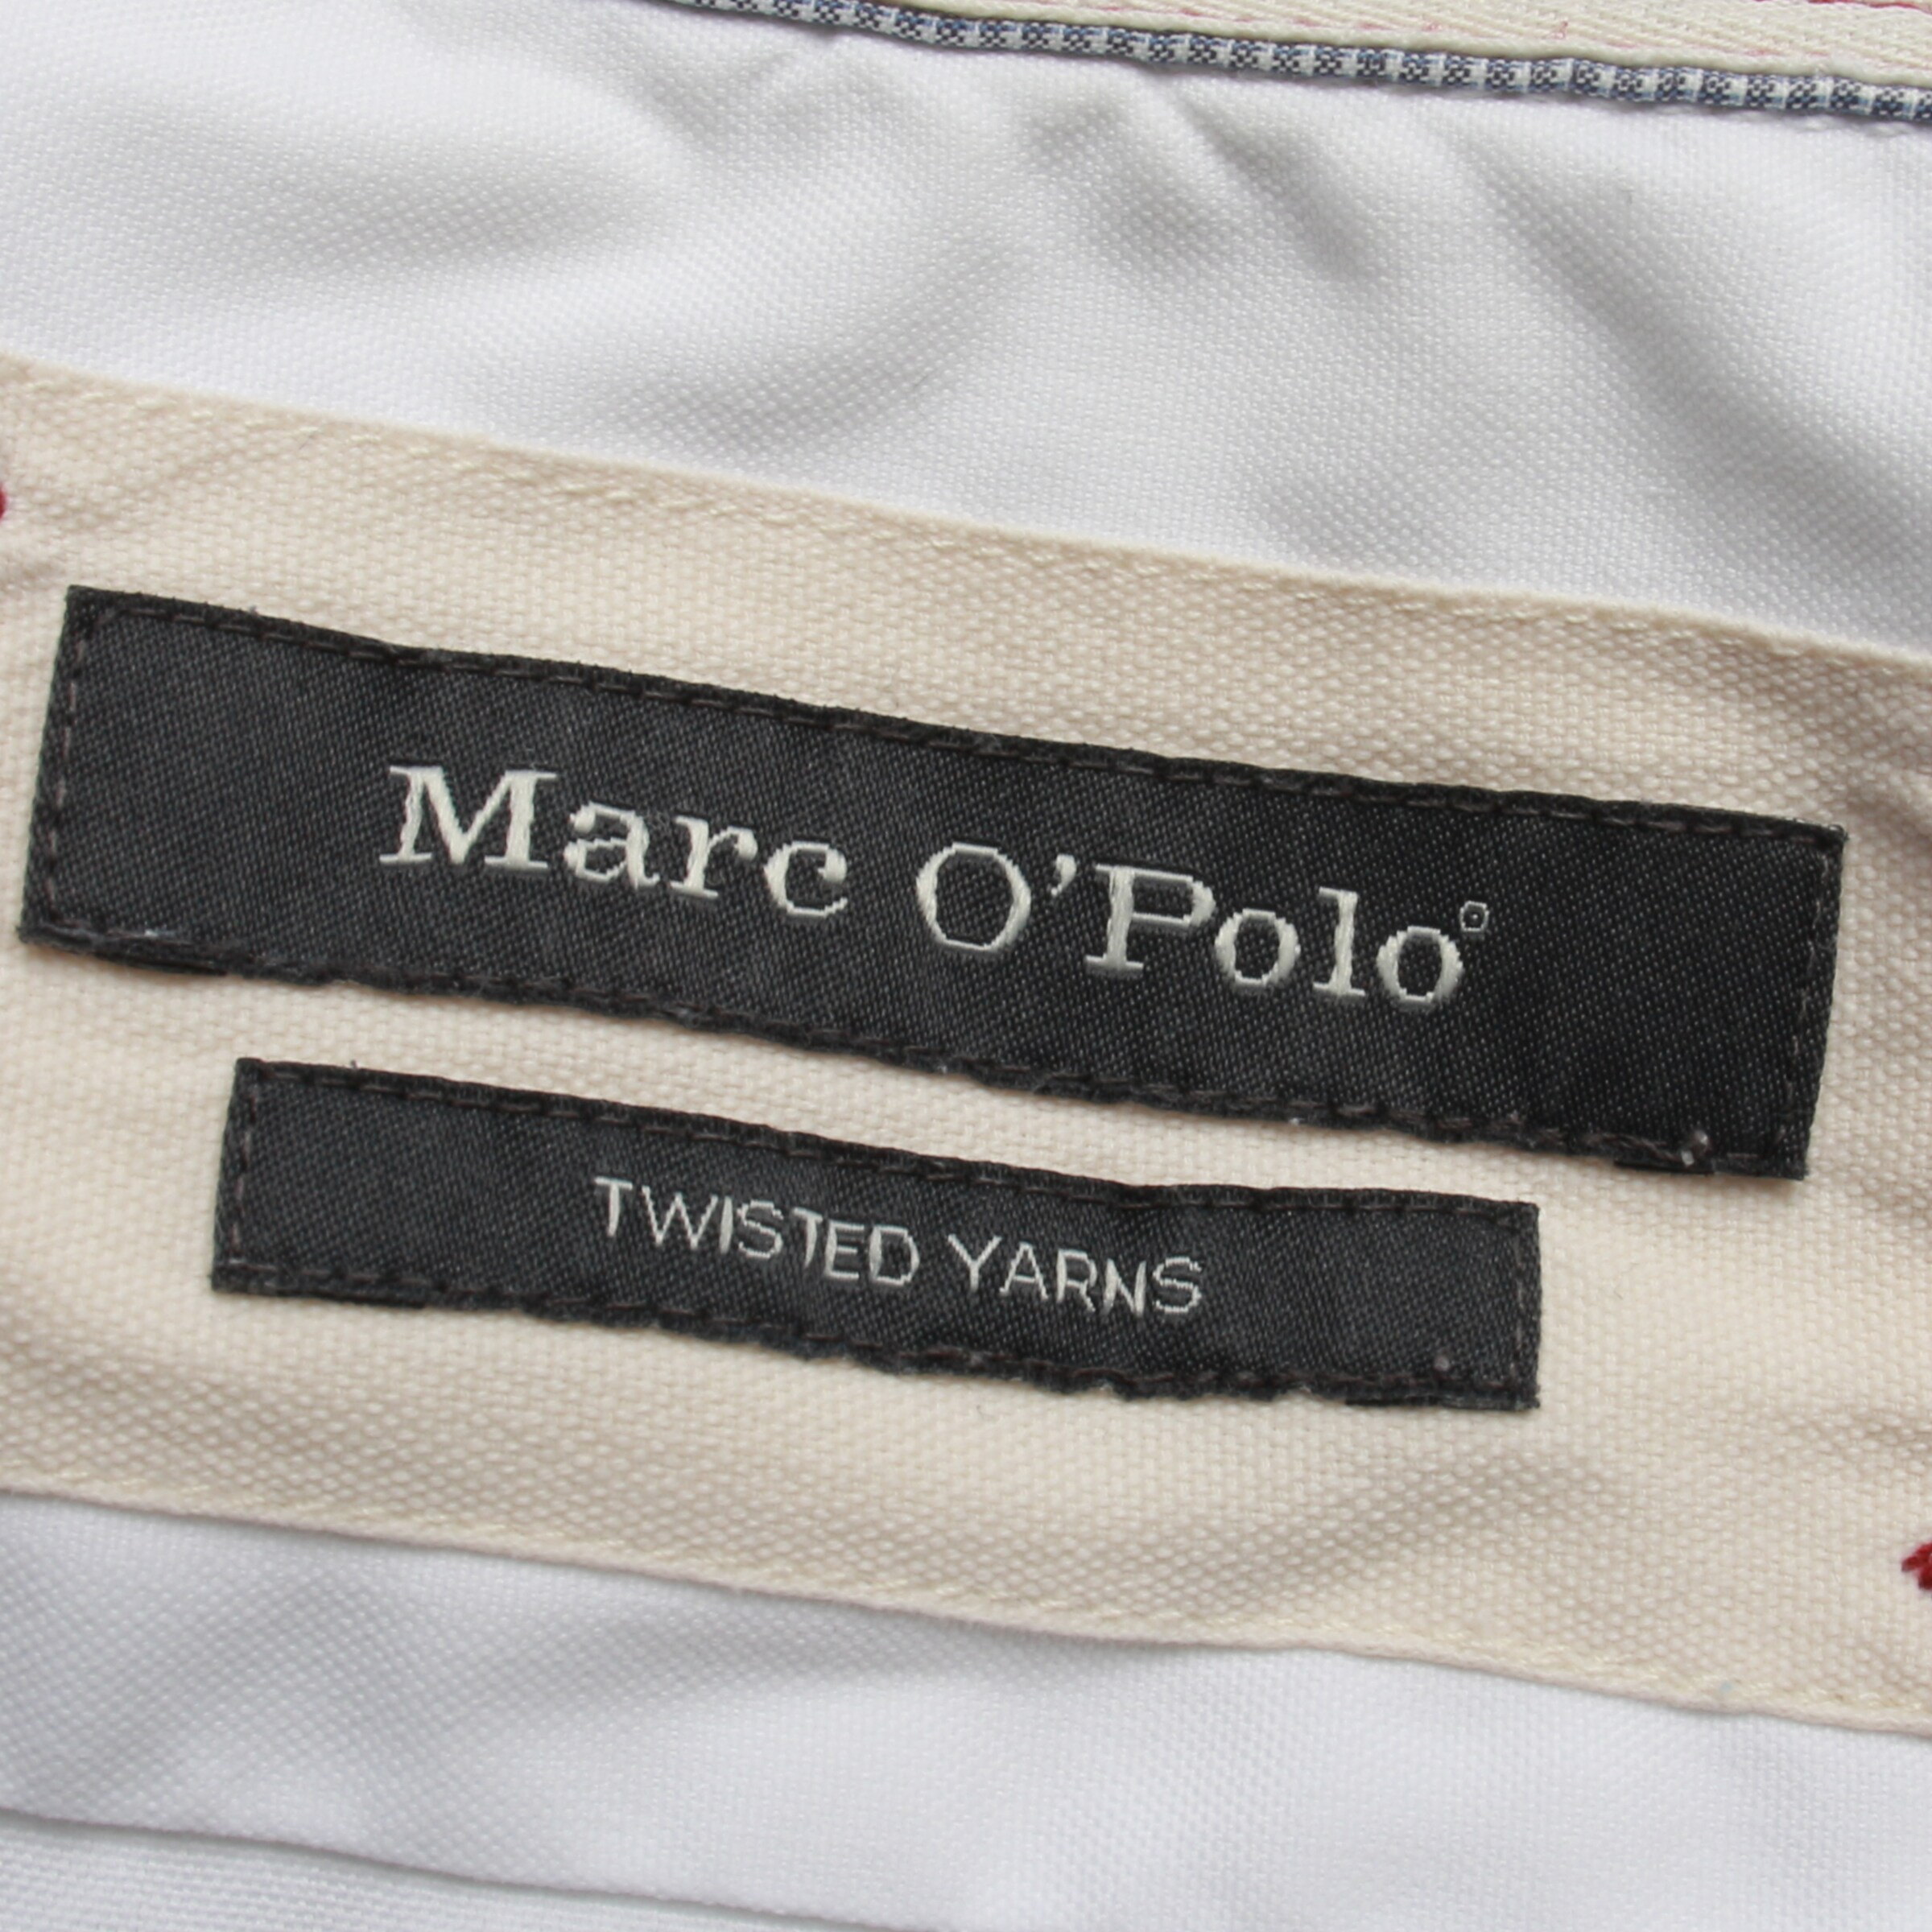 Marc O'Polo
TWISTED YARNS